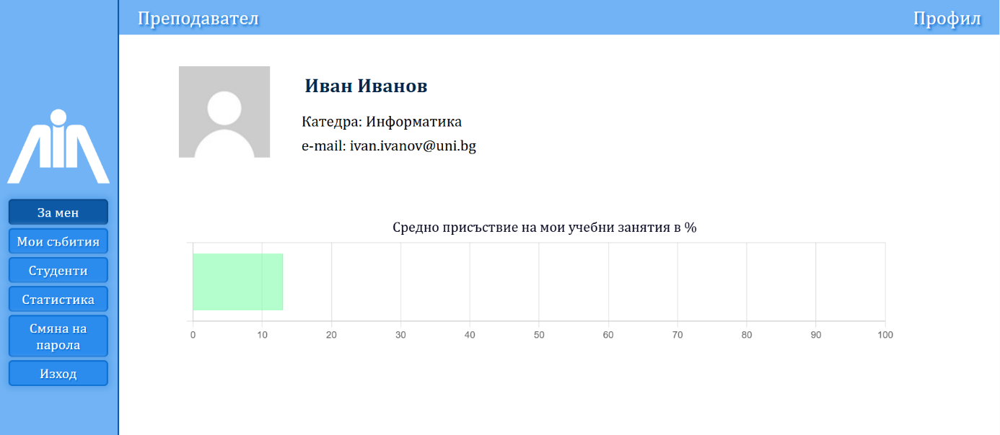 Преподавател
Профил
Иван Иванов
Катедра: Информатика
e-mail: ivan.ivanov@uni.bg
За мен
Мои събития
Студенти
Статистика
Смяна на
парола
Изход
Средно присъствие на мои учебни занятия в %
0 10 20 30 40 50 60 70 80 90 100